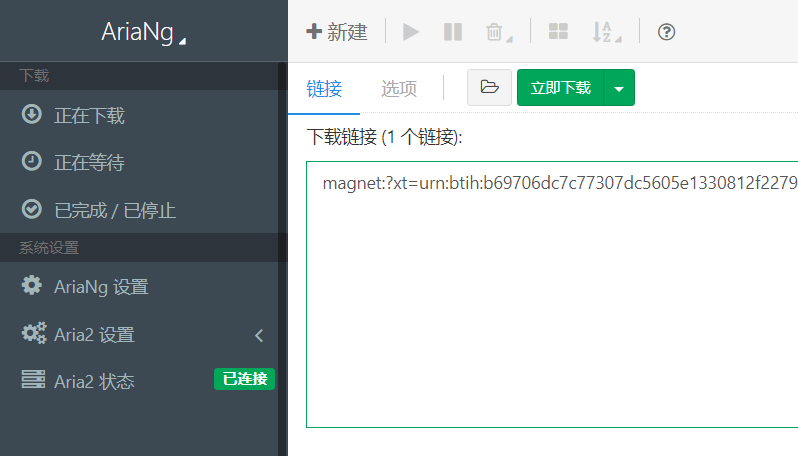 AriaNg
新建
下载
正在下载
正在等待
已完成 / 已停止
系统设置
AriaNg 设置
Aria2 设置
Aria2 状态
已连接
链接
选项
立即下载
下载链接 (1 个链接):
magnet:?xt=urn:btih:b69706dc7c77307dc5605e1330812f2279